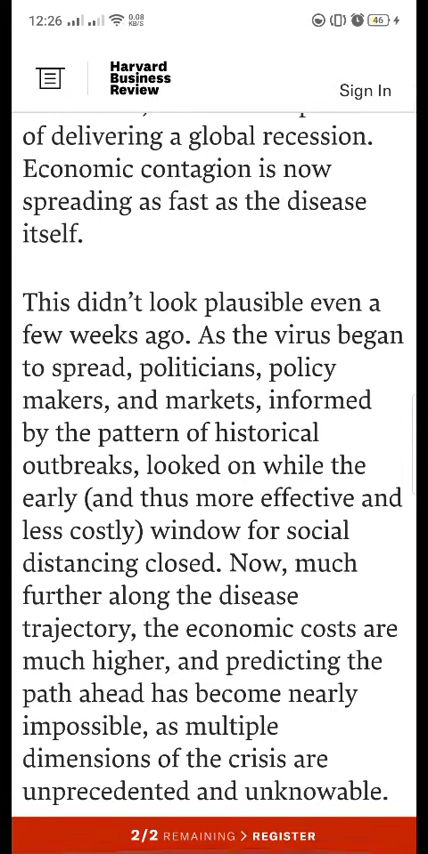 12:26
0.08
KB/S
46
Harvard
Business
Review
Sign In
of delivering a global recession.
Economic contagion is now
spreading as fast as the disease
itself.
This didn’t look plausible even a
few weeks ago. As the virus began
to spread, politicians, policy
makers, and markets, informed
by the pattern of historical
outbreaks, looked on while the
early (and thus more effective and
less costly) window for social
distancing closed. Now, much
further along the disease
trajectory, the economic costs are
much higher, and predicting the
path ahead has become nearly
impossible, as multiple
dimensions of the crisis are
unprecedented and unknowable.
2/2 REMAINING > REGISTER